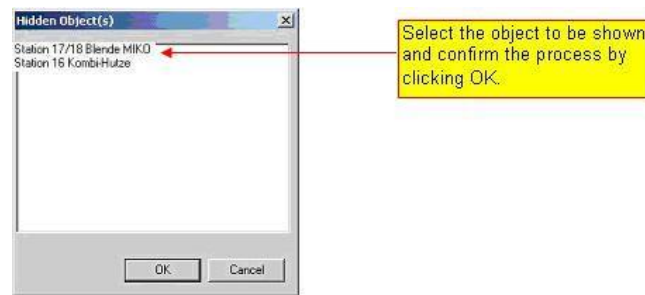 Hidden Object(s)
Station 17/18 Blende MIKO
Station 16 Kombi-Hutze
OK
Cancel
Select the object to be shown
and confirm the process by
clicking OK.